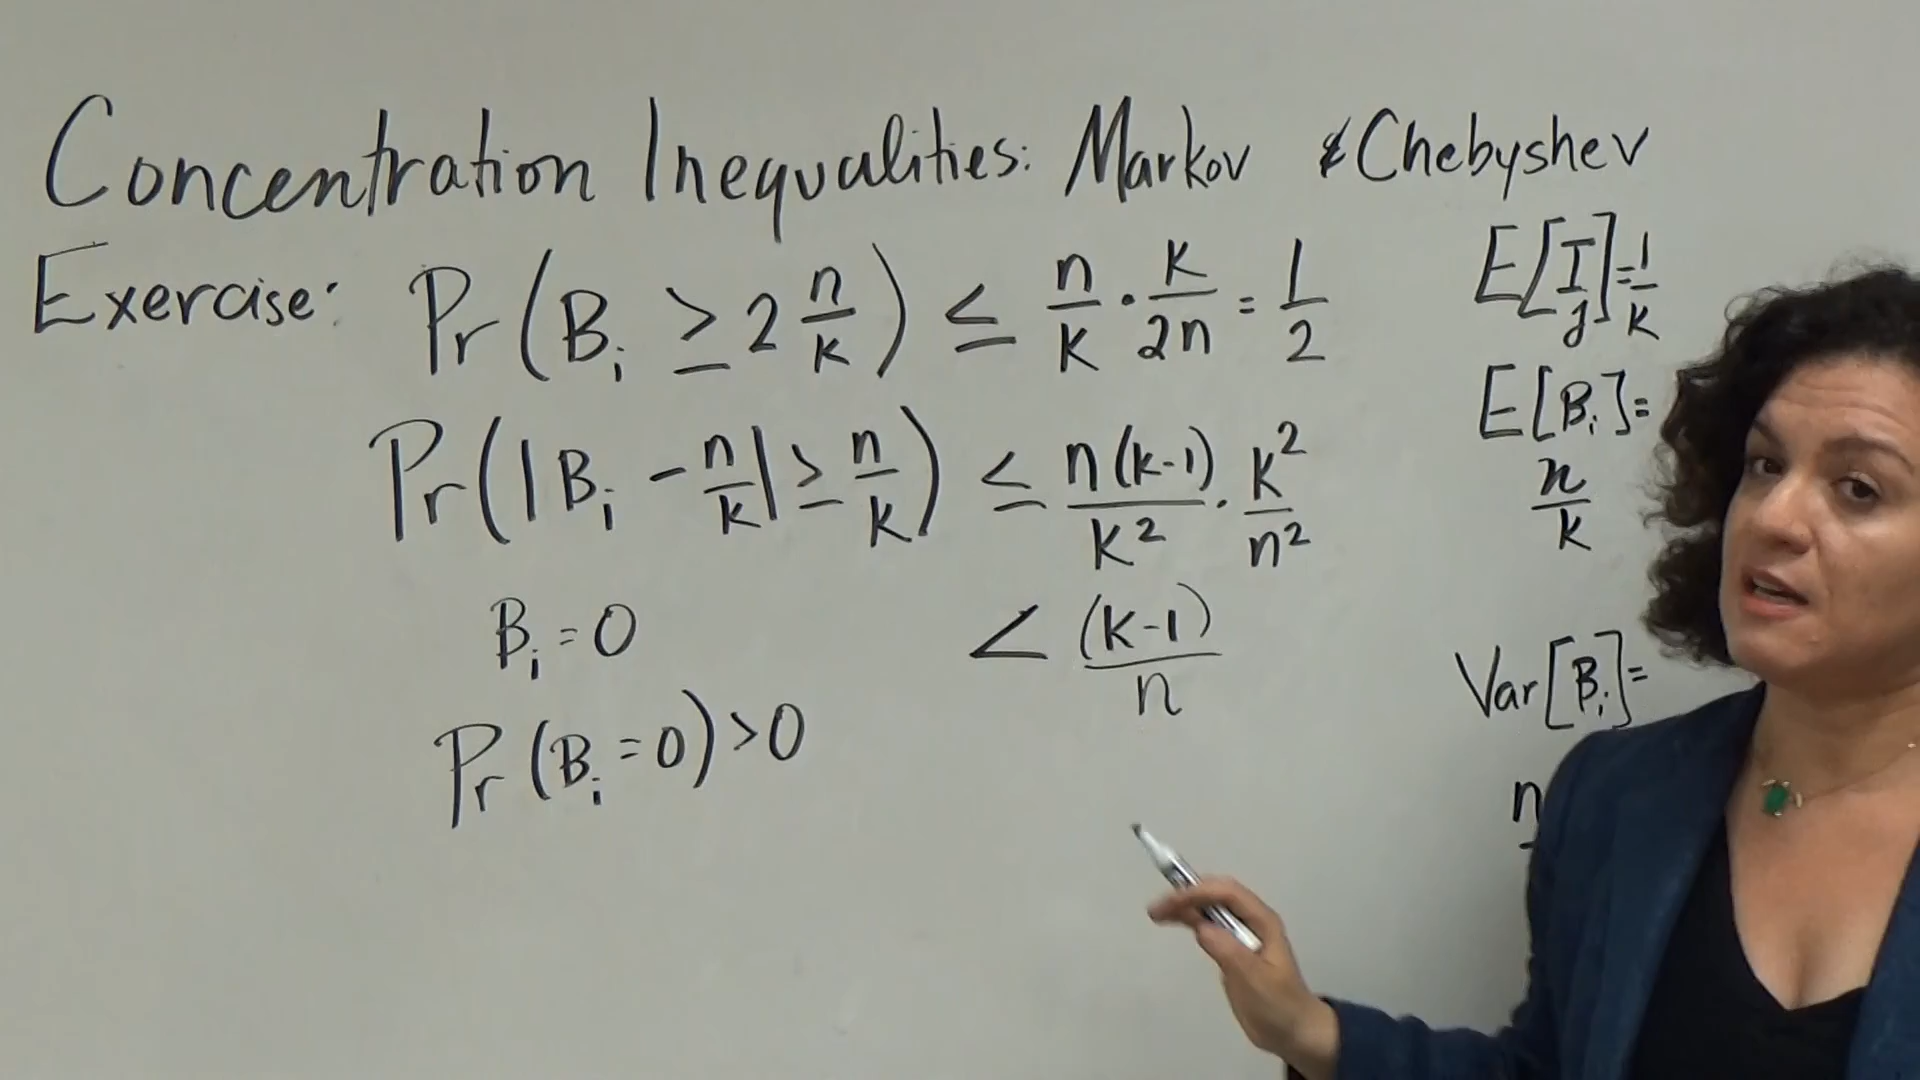 Concentration Inequalities: Markov & Chebyshev
Exercise: Pr(B_i ≥ 2 n/k) ≤ n/k · k/2n = 1/2
Pr(|B_i - n/k| ≥ n/k) ≤ n(k-1)/k² · k²/n²
B_i = 0
< (k-1)/n
Pr(B_i = 0) > 0
E[I_j] = 1/k
E[B_i] =
n/k
Var[B_i] =
n